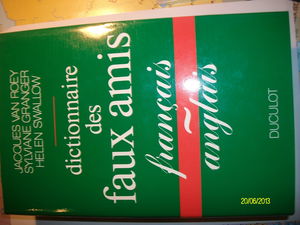 JACQUES VAN ROEY
SYLVIANE GRANGER
HELEN SWALLOW
dictionnaire
des
faux amis
français
~
anglais
DUCULOT
20/06/2013